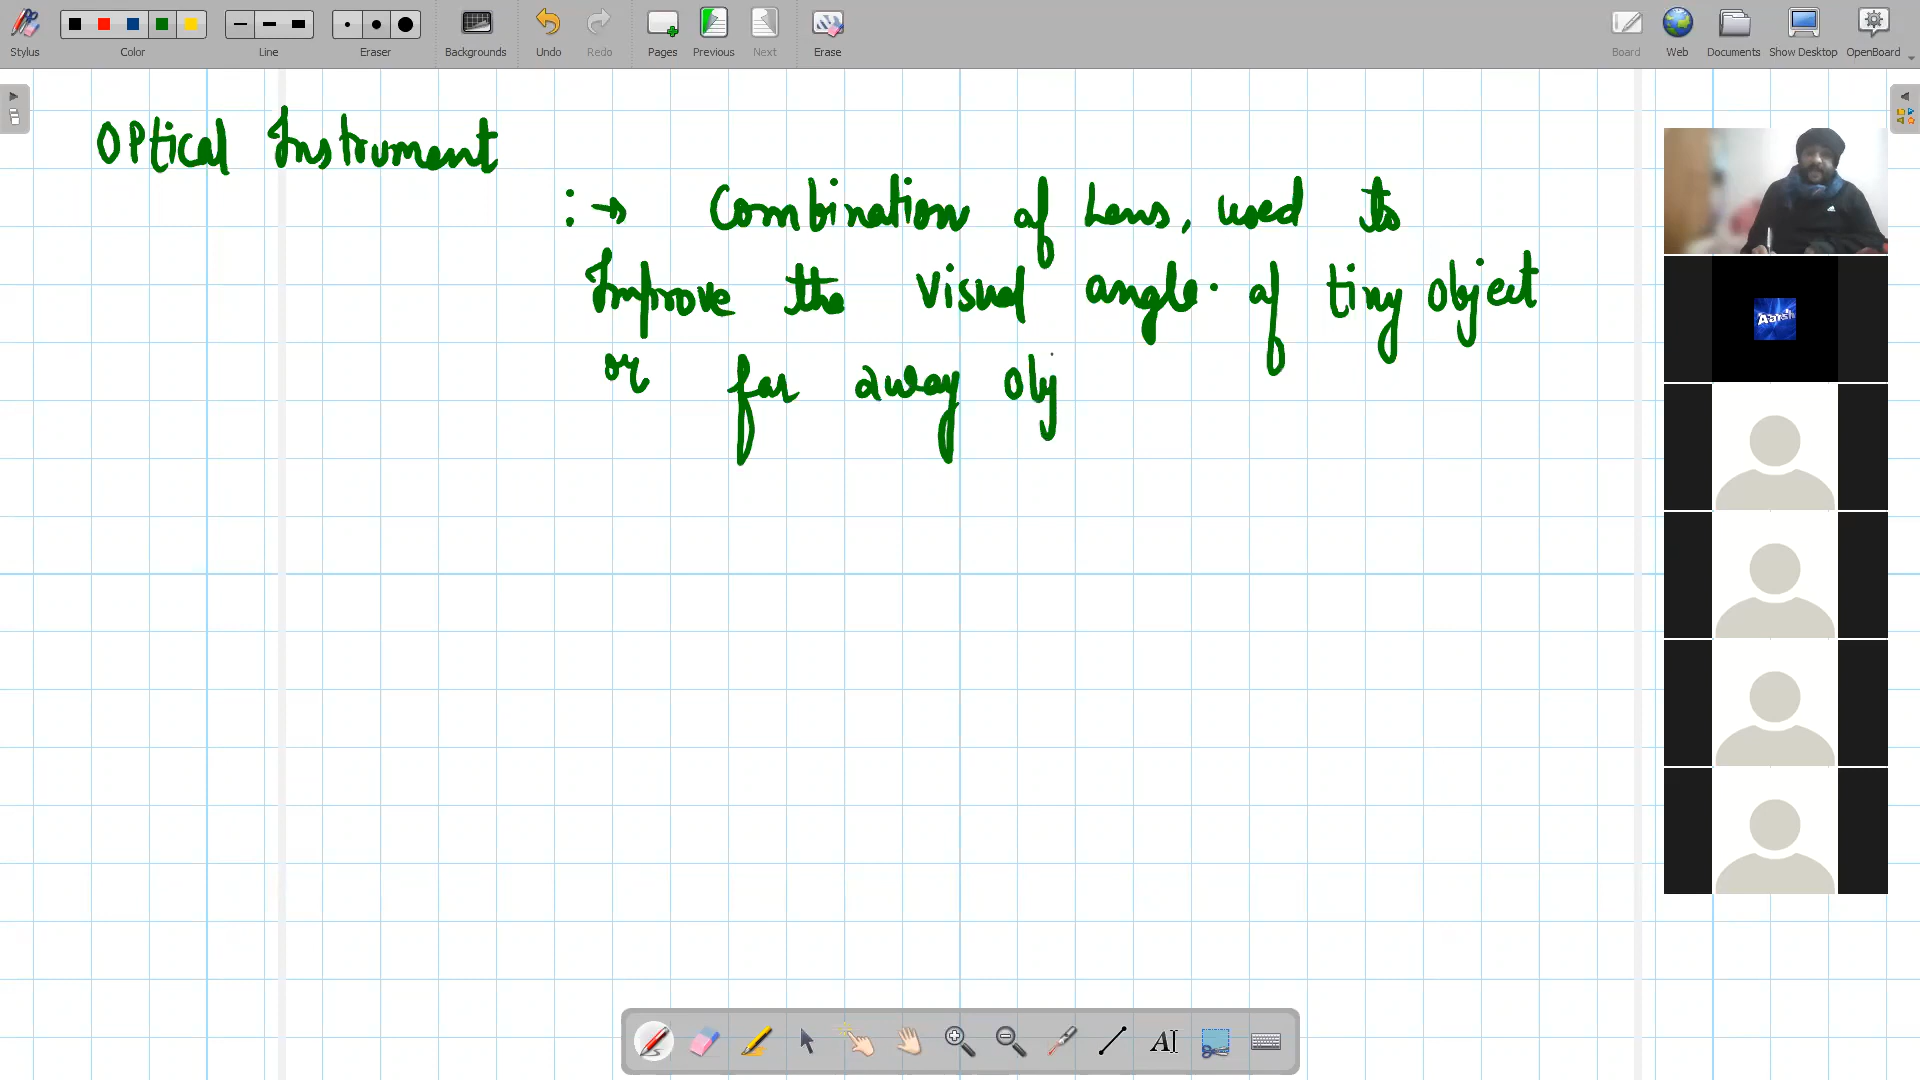 Stylus
Color
Line
Eraser
Backgrounds
Undo
Redo
Pages
Previous
Next
Erase
Board
Web
Documents
Show Desktop
OpenBoard
Optical Instrument
:→ Combination of Lens, used to
Improve the visual angle. of tiny object
or far away obj
Aarsh